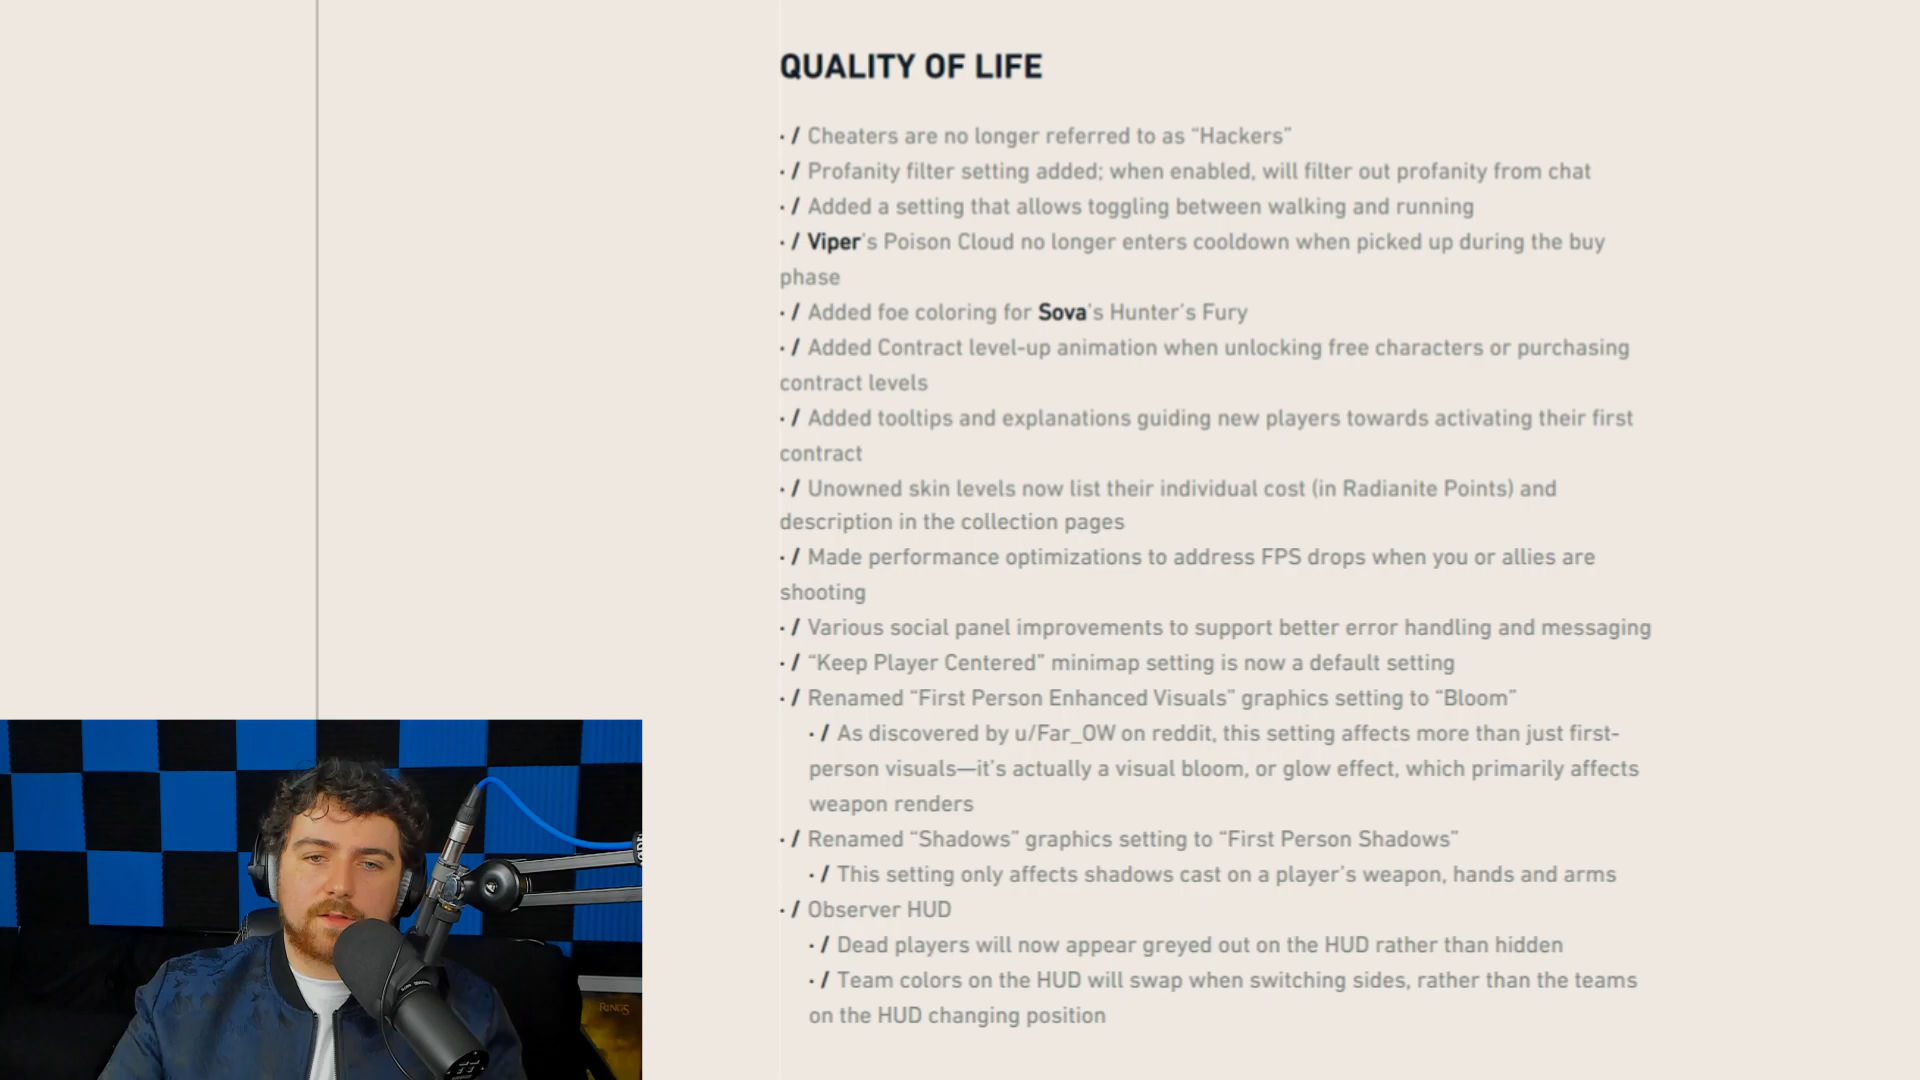 QUALITY OF LIFE
· / Cheaters are no longer referred to as “Hackers”
· / Profanity filter setting added; when enabled, will filter out profanity from chat
· / Added a setting that allows toggling between walking and running
· / Viper’s Poison Cloud no longer enters cooldown when picked up during the buy
phase
· / Added foe coloring for Sova’s Hunter’s Fury
· / Added Contract level-up animation when unlocking free characters or purchasing
contract levels
· / Added tooltips and explanations guiding new players towards activating their first
contract
· / Unowned skin levels now list their individual cost (in Radianite Points) and
description in the collection pages
· / Made performance optimizations to address FPS drops when you or allies are
shooting
· / Various social panel improvements to support better error handling and messaging
· / “Keep Player Centered” minimap setting is now a default setting
· / Renamed “First Person Enhanced Visuals” graphics setting to “Bloom”
· / As discovered by u/Far_OW on reddit, this setting affects more than just first-
person visuals—it’s actually a visual bloom, or glow effect, which primarily affects
weapon renders
· / Renamed “Shadows” graphics setting to “First Person Shadows”
· / This setting only affects shadows cast on a player’s weapon, hands and arms
· / Observer HUD
· / Dead players will now appear greyed out on the HUD rather than hidden
· / Team colors on the HUD will swap when switching sides, rather than the teams
on the HUD changing position
RINGS